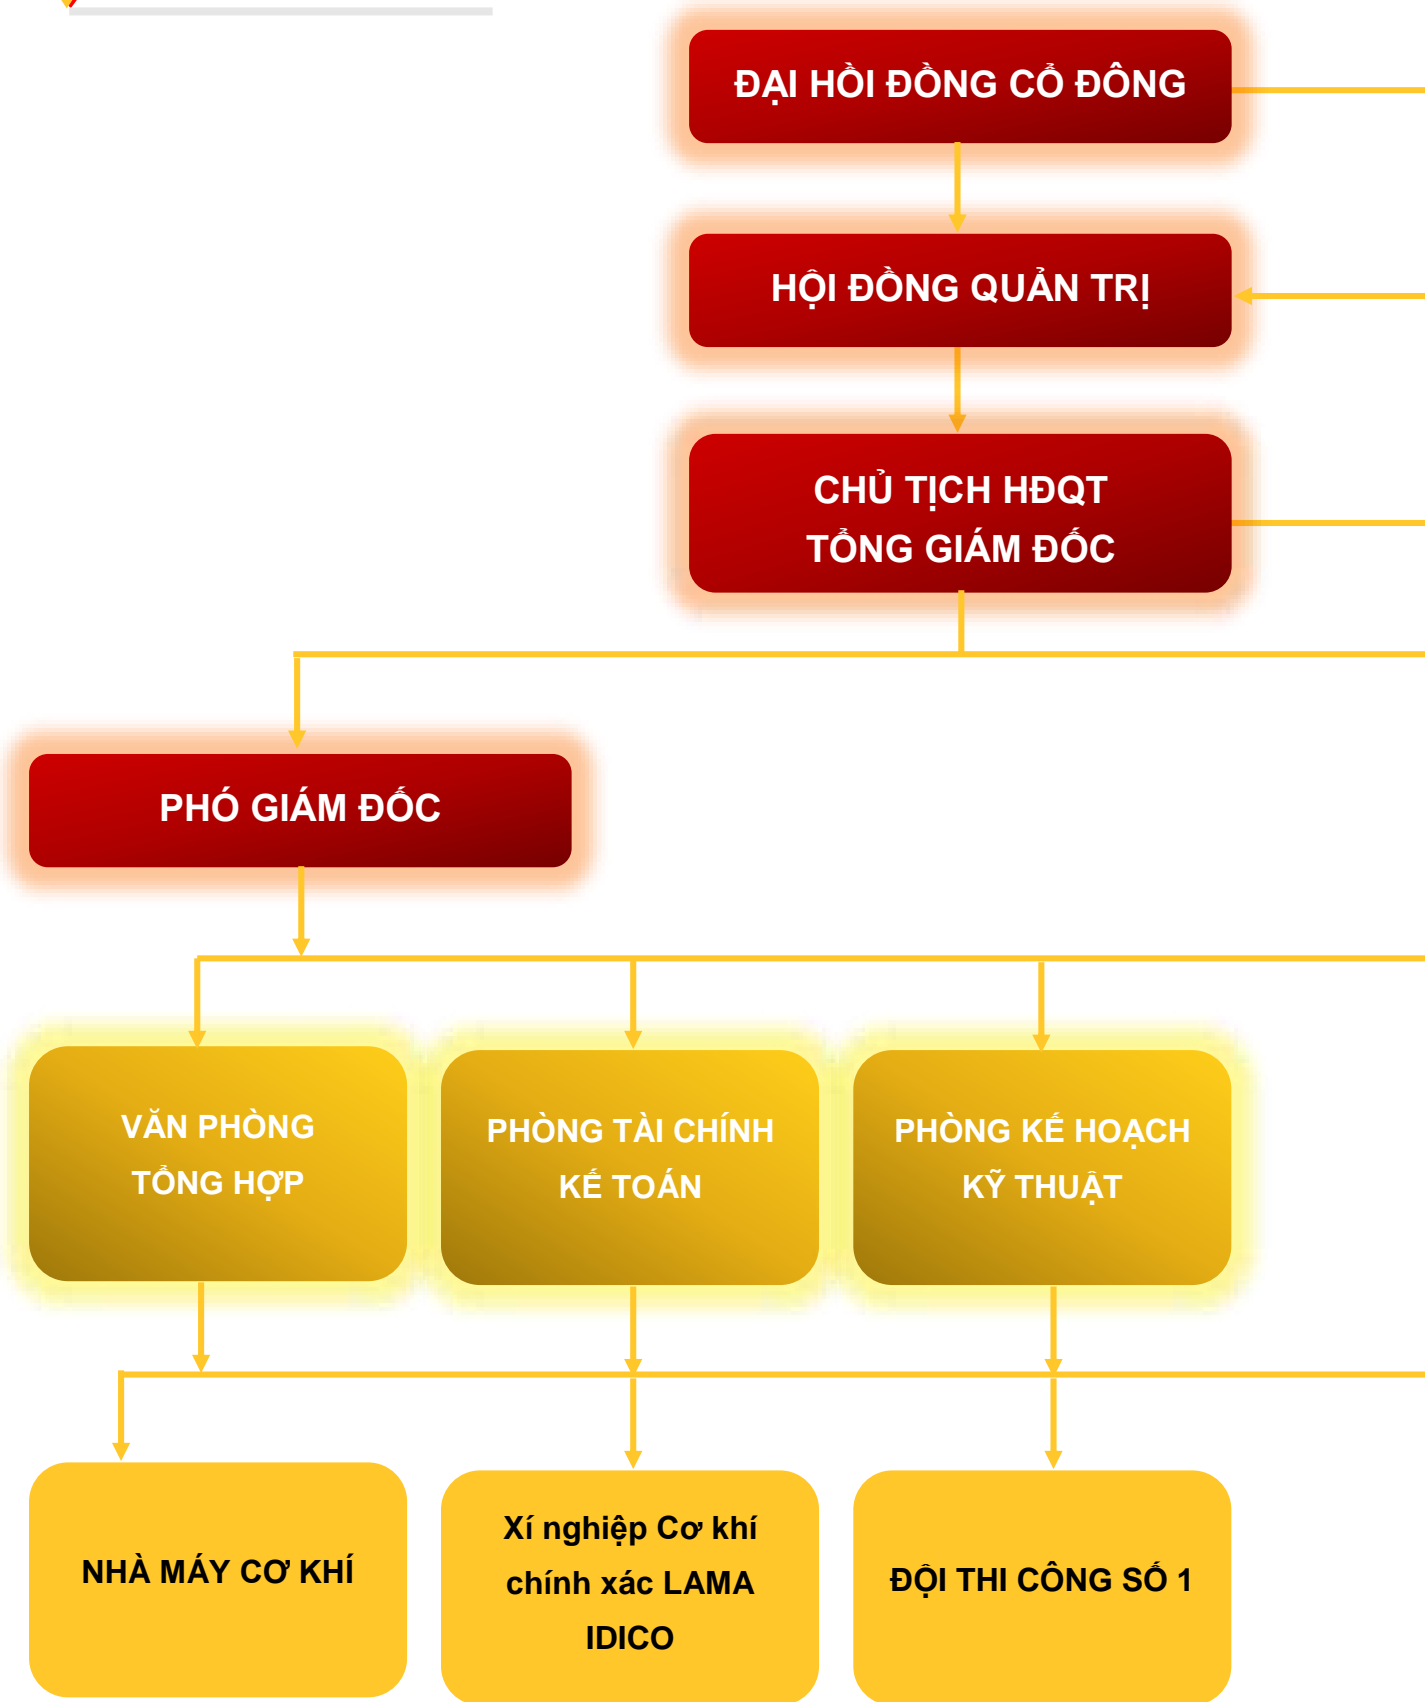 ĐẠI HỒI ĐỒNG CỔ ĐÔNG
HỘI ĐỒNG QUẢN TRỊ
CHỦ TỊCH HĐQT
TỔNG GIÁM ĐỐC
PHÓ GIÁM ĐỐC
VĂN PHÒNG
TỔNG HỢP
PHÒNG TÀI CHÍNH
KẾ TOÁN
PHÒNG KẾ HOẠCH
KỸ THUẬT
NHÀ MÁY CƠ KHÍ
Xí nghiệp Cơ khí
chính xác LAMA
IDICO
ĐỘI THI CÔNG SỐ 1